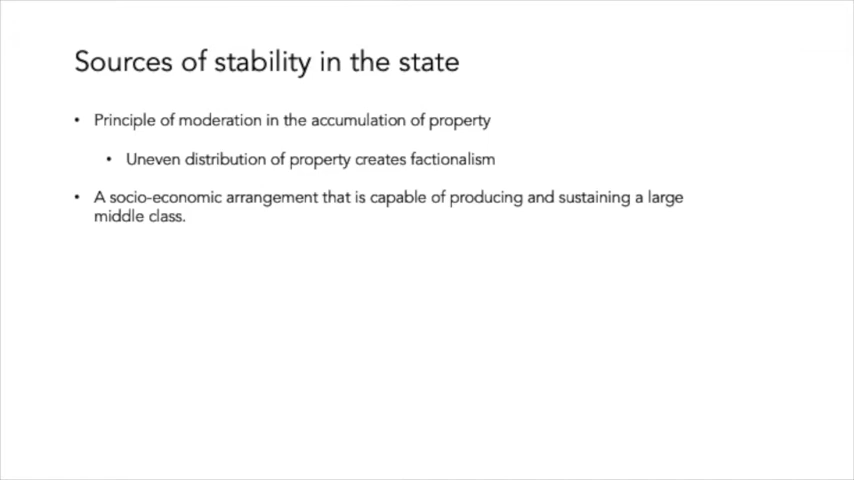 Sources of stability in the state
• Principle of moderation in the accumulation of property
• Uneven distribution of property creates factionalism
• A socio-economic arrangement that is capable of producing and sustaining a large
middle class.